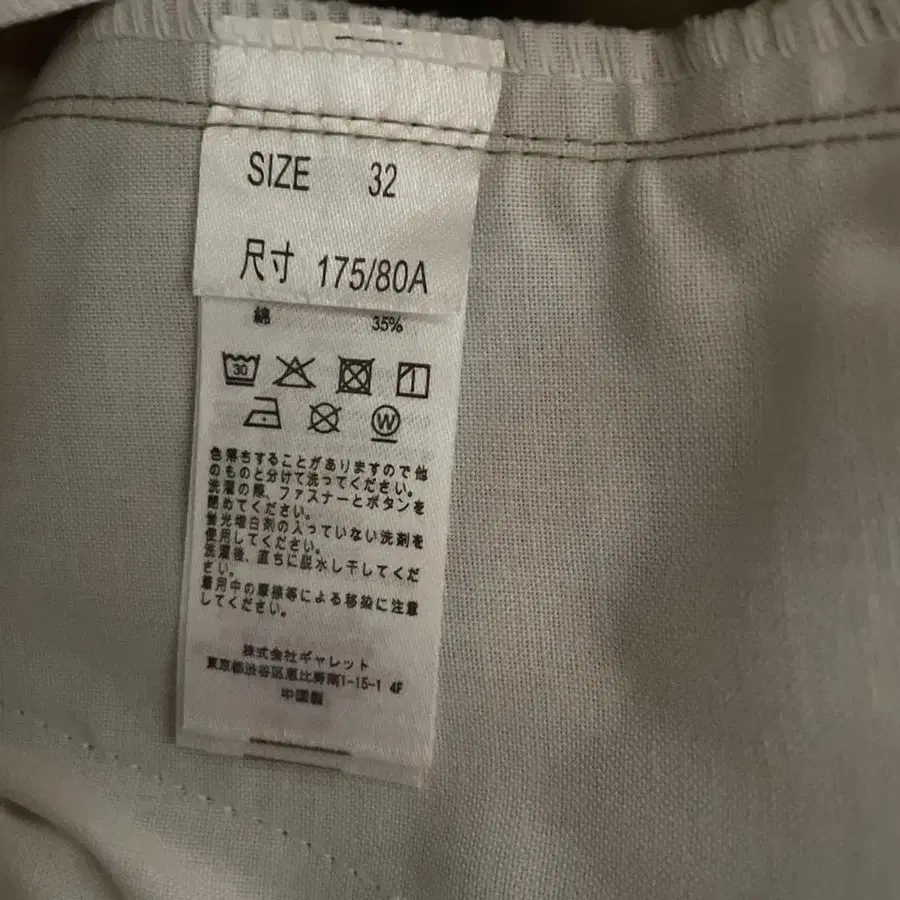 SIZE 32
尺寸 175/80A
綿 35%
30
W
色落ちすることがありますので他
のものと分けて洗ってください。
洗濯の際、ファスナーとボタンを
閉めてください。
蛍光増白剤の入っていない洗剤を
使用してください。
洗濯後、直ちに脱水し干してくだ
さい。
着用中の摩擦等による移染に注意
してください。
株式会社ギャレット
東京都渋谷区恵比寿南1-15-1 4F
中国製